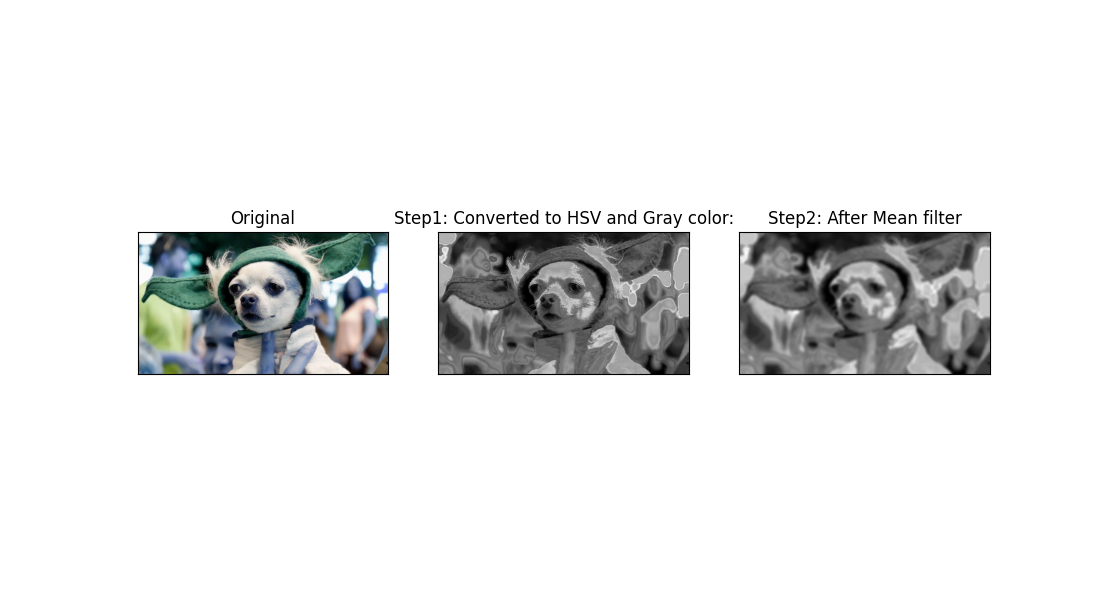 Original
Step1: Converted to HSV and Gray color:
Step2: After Mean filter